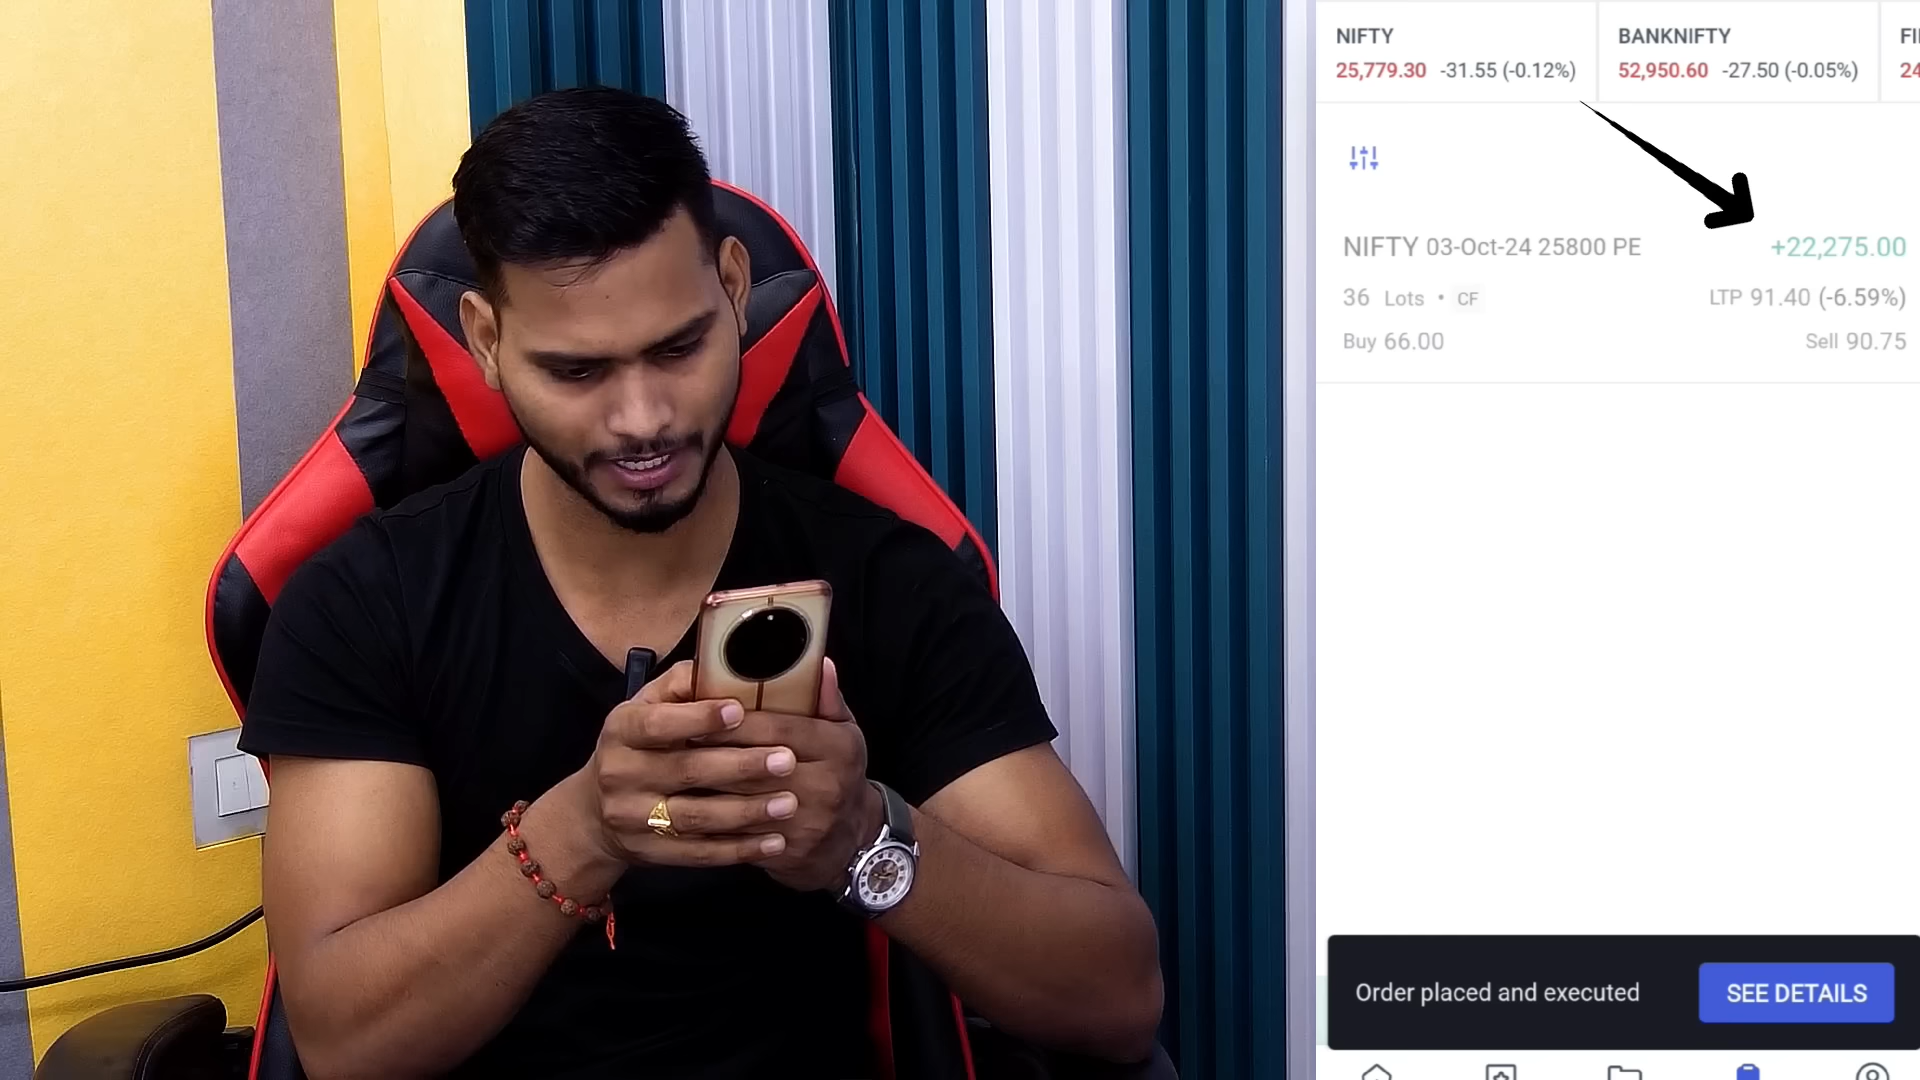 NIFTY
25,779.30 -31.55 (-0.12%)
BANKNIFTY
52,950.60 -27.50 (-0.05%)
FI
24
NIFTY 03-Oct-24 25800 PE +22,275.00
36 Lots • CF LTP 91.40 (-6.59%)
Buy 66.00 Sell 90.75
Order placed and executed SEE DETAILS